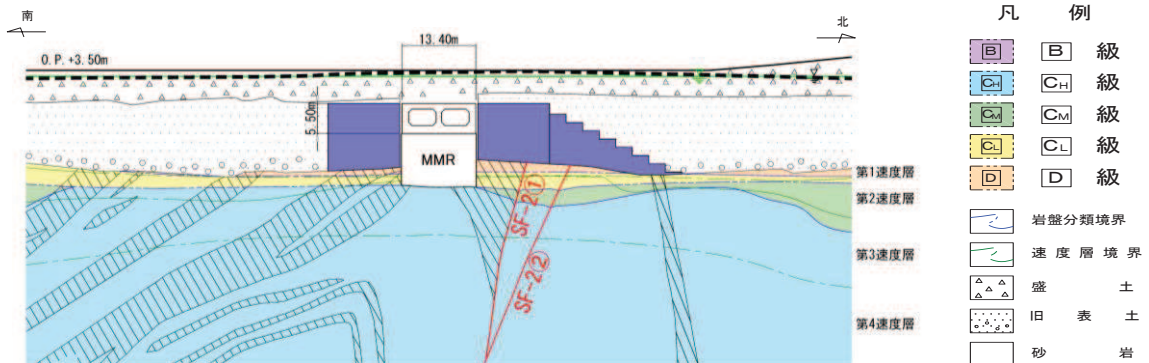 南
北
13.40m
O.P.+3.50m
5.50m
MMR
SF-2①
SF-2②
第1速度層
第2速度層
第3速度層
第4速度層
凡 例
B B 級
CH CH 級
CM CM 級
CL CL 級
D D 級
岩盤分類境界
速度層境界
盛 土
旧 表 土
砂 岩